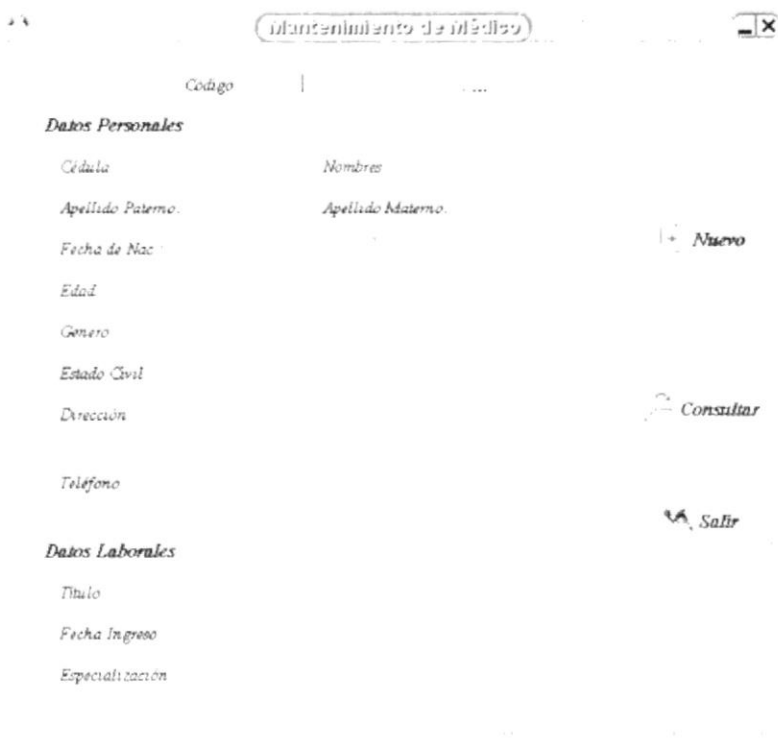 Mantenimiento de Médico
Codigo ...
Datos Personales
Cédula Nombres
Apellido Paterno. Apellido Materno.
Fecha de Nac
Nuevo
Edad
Genero
Estado Civil
Dirección Consultar
Teléfono
Salir
Datos Laborales
Título
Fecha Ingreso
Especialización